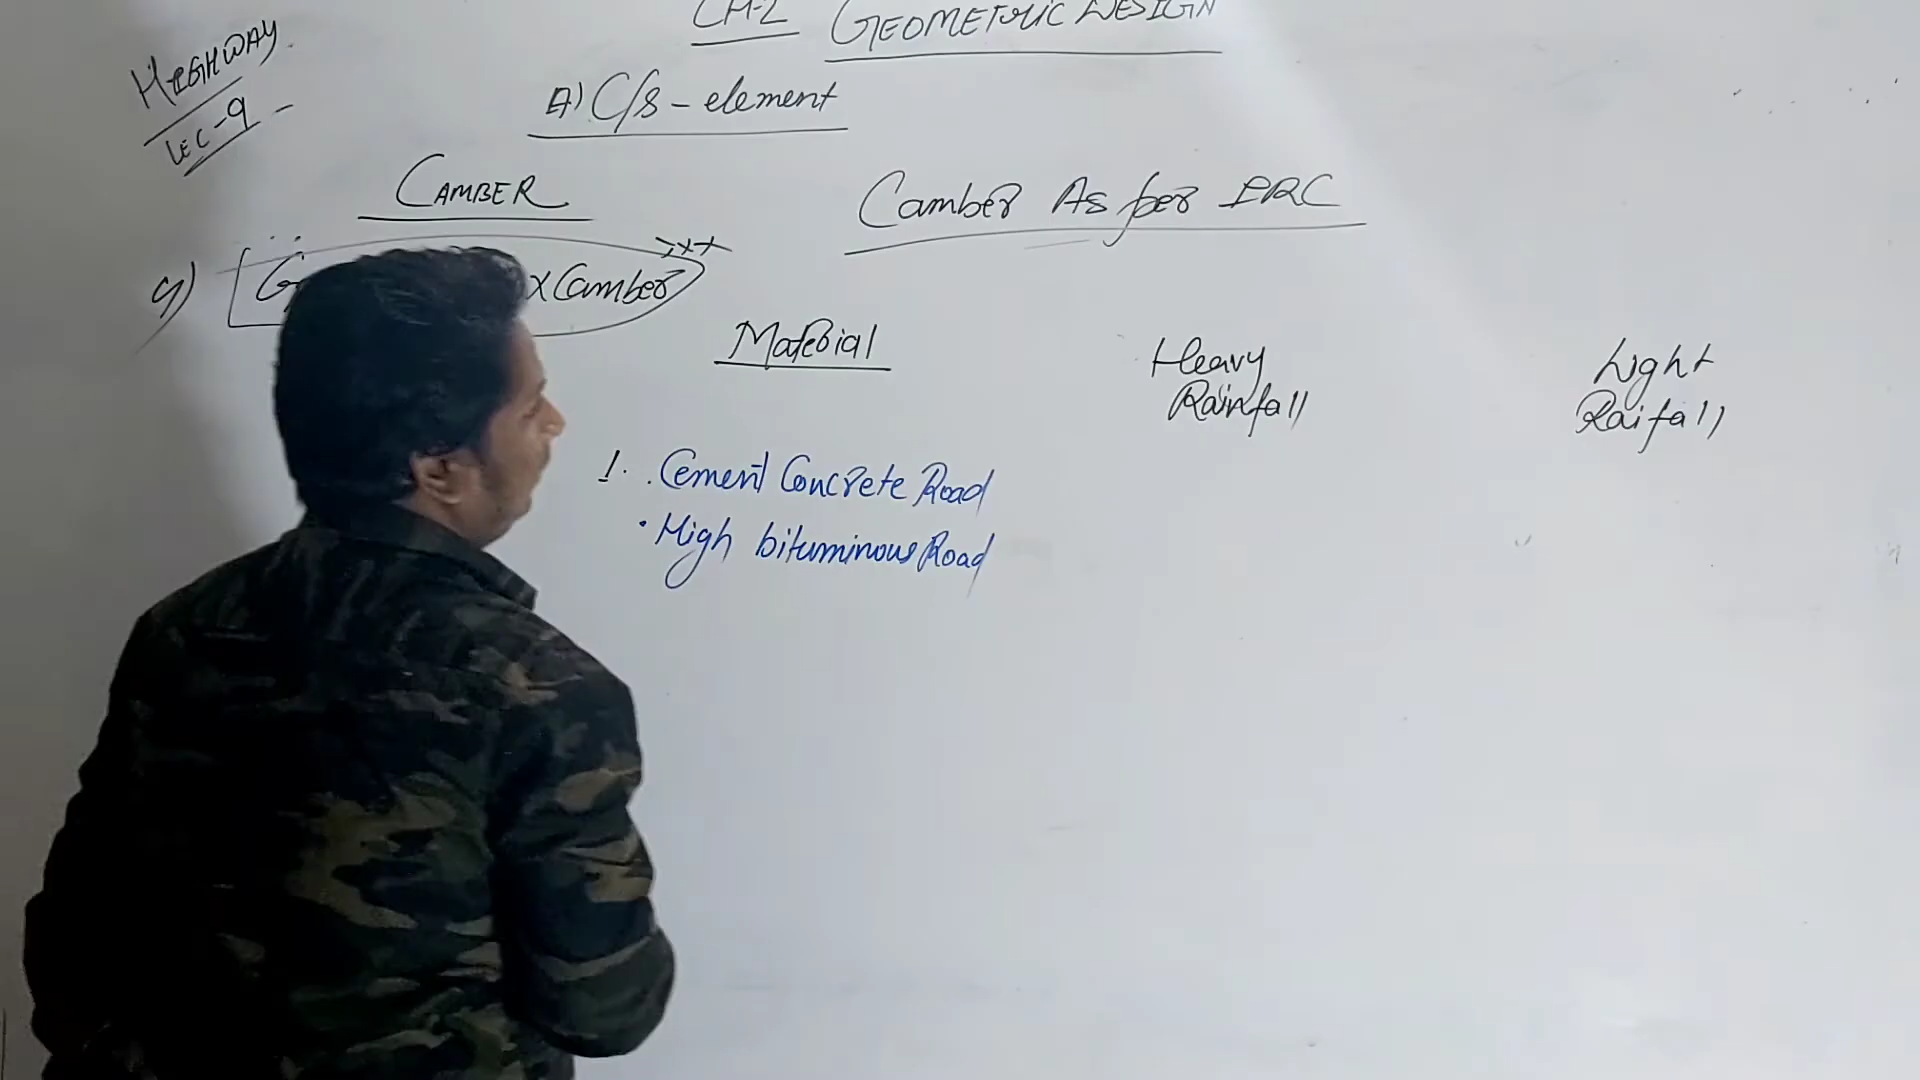 CH-2 GEOMETRIC DESIGN
HIGHWAY
LEC-9
A) C/S - element
CAMBER
Camber As per IRC
x Camber
Material
Heavy Rainfall
Light Raifall
1. . Cement Concrete Road
. High bituminous Road